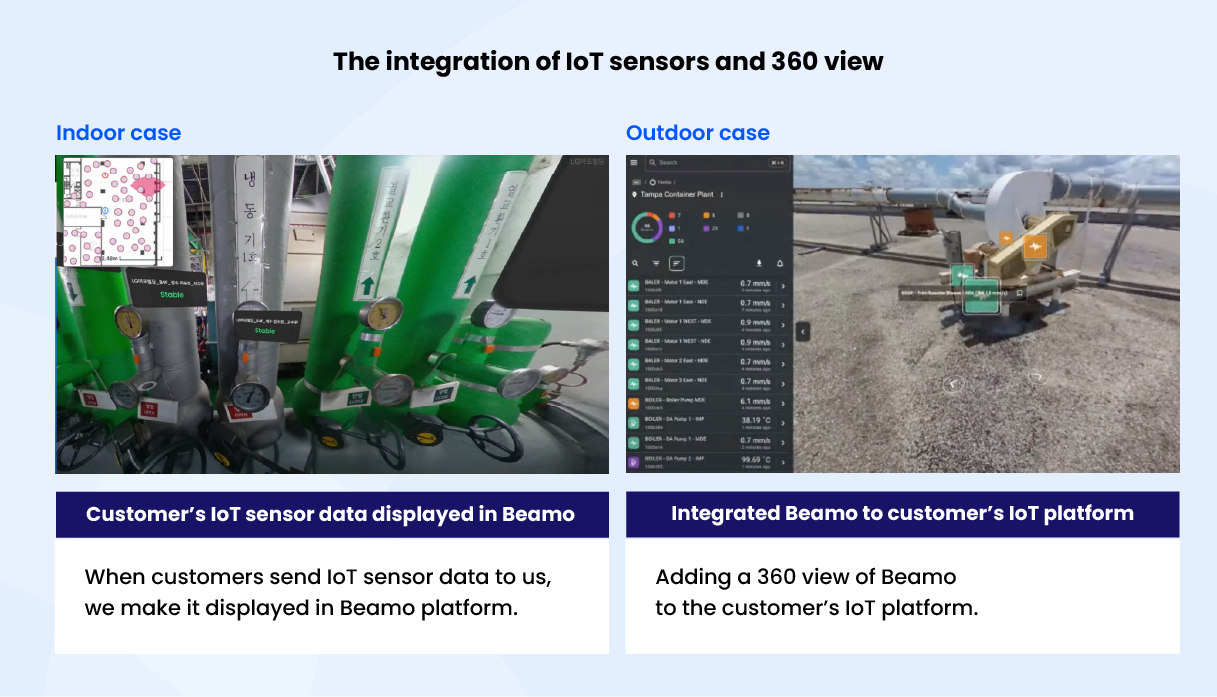 The integration of IoT sensors and 360 view
Indoor case
Outdoor case
냉
동
기
Stable
Stable
OPEN
OPEN
Search
Tampa Container Plant
7
56
BALER - Motor 1 East - MDE
0.7 mm/s
BALER - Motor 1 East - NDE
0.7 mm/s
BALER - Motor 1 WEST - MDE
0.9 mm/s
BALER - Motor 1 WEST - NDE
0.9 mm/s
BALER - Motor 2 East - MDE
0.7 mm/s
BALER - Motor 2 East - NDE
0.7 mm/s
BOILER - Boiler Pump MDE
6.1 mm/s
BOILER - DA Pump 1 - IMP
38.19 °C
BOILER - DA Pump 1 - MDE
0.7 mm/s
BOILER - DA Pump 2 - IMP
99.69 °C
Customer’s IoT sensor data displayed in Beamo
Integrated Beamo to customer’s IoT platform
When customers send IoT sensor data to us,
we make it displayed in Beamo platform.
Adding a 360 view of Beamo
to the customer’s IoT platform.